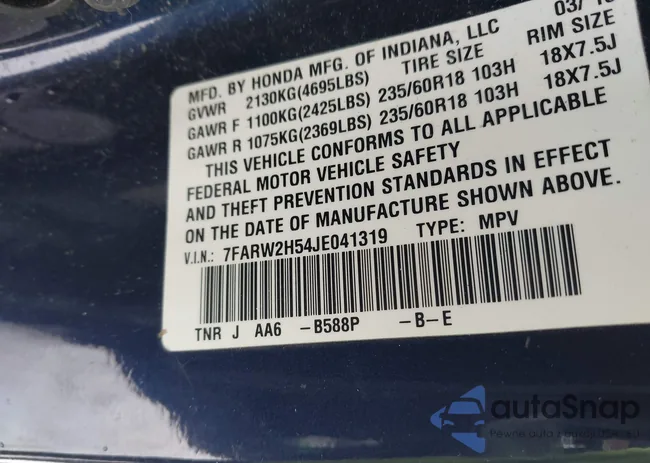 MFD. BY HONDA MFG. OF INDIANA, LLC 03/
GVWR 2130KG(4695LBS) TIRE SIZE RIM SIZE
GAWR F 1100KG(2425LBS) 235/60R18 103H 18X7.5J
GAWR R 1075KG(2369LBS) 235/60R18 103H 18X7.5J
THIS VEHICLE CONFORMS TO ALL APPLICABLE
FEDERAL MOTOR VEHICLE SAFETY
AND THEFT PREVENTION STANDARDS IN EFFECT
ON THE DATE OF MANUFACTURE SHOWN ABOVE.
V.I.N.: 7FARW2H54JE041319 TYPE: MPV
TNR J AA6 -B588P -B-E
autoSnap
Pewne auto z